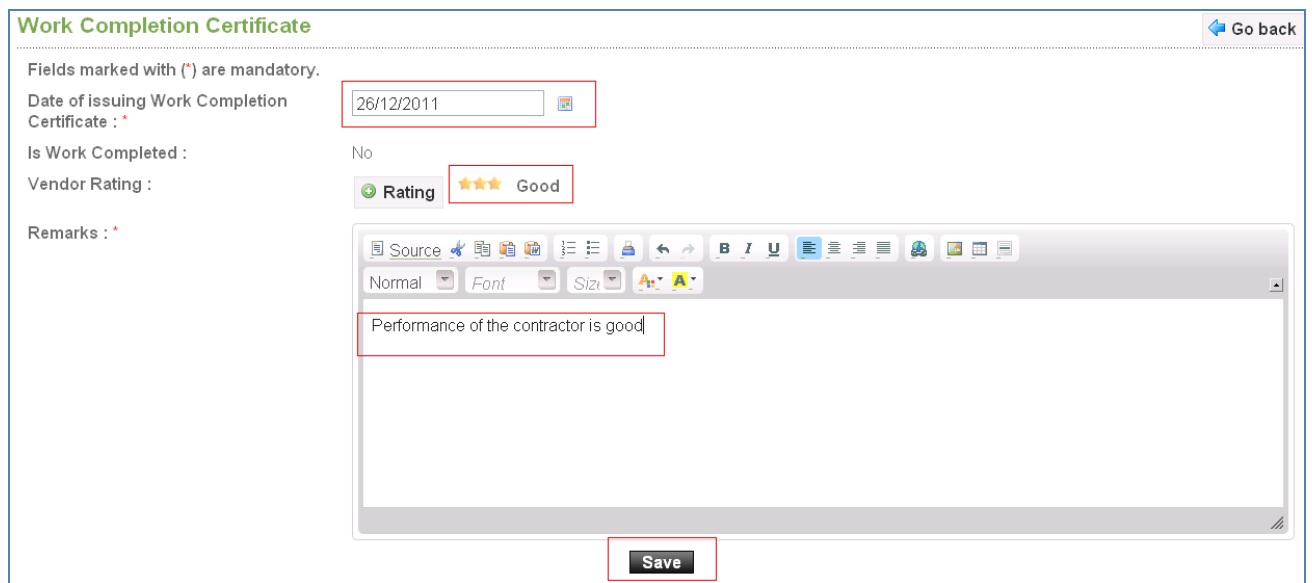 Work Completion Certificate
Go back
Fields marked with (*) are mandatory.
Date of issuing Work Completion
Certificate : *
26/12/2011
Is Work Completed :
No
Vendor Rating :
Rating
Good
Remarks : *
Source
B I U
Normal Font Size A A
Performance of the contractor is good
Save